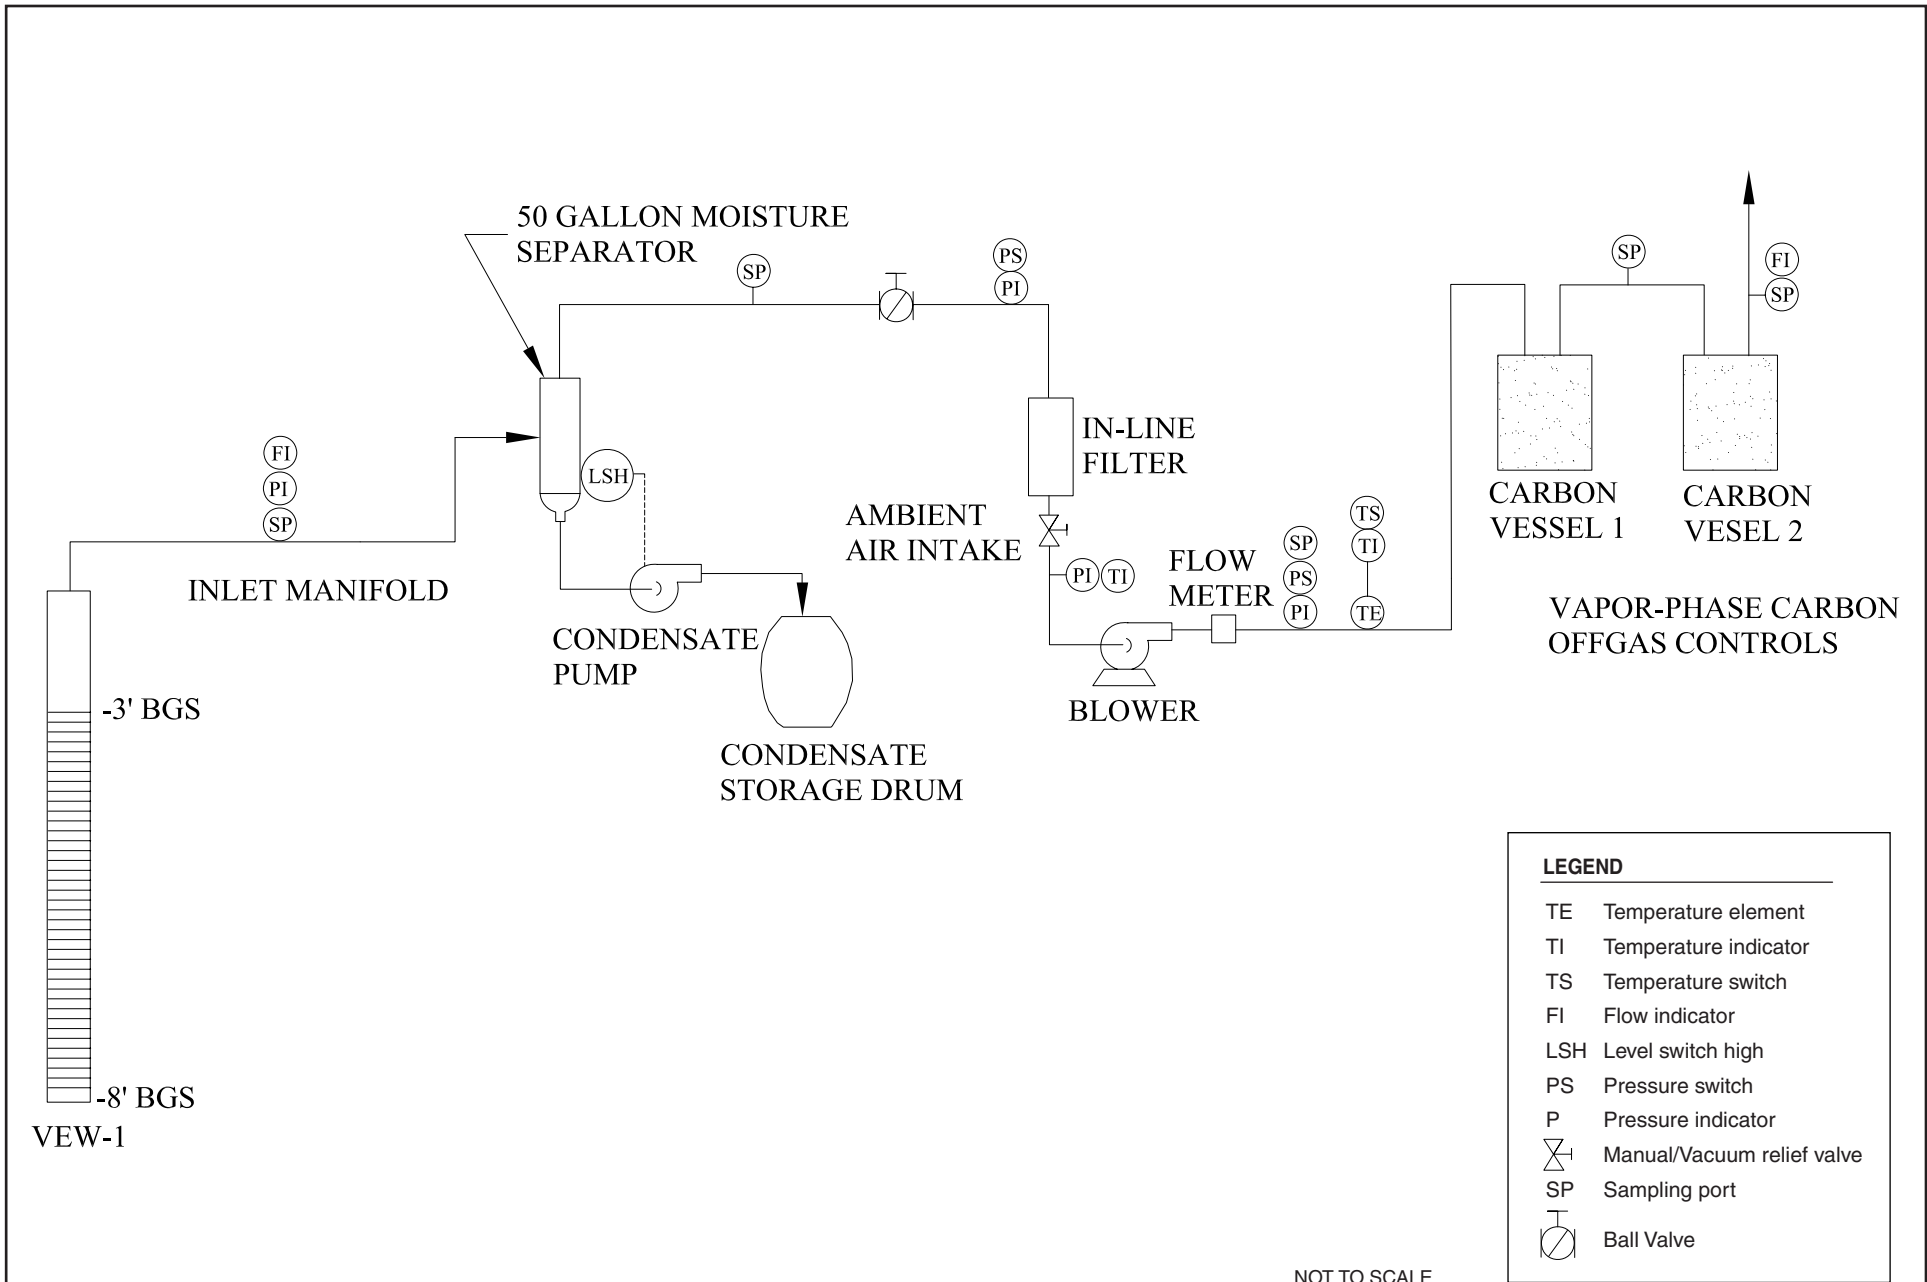 50 GALLON MOISTURE
SEPARATOR
SP
PS
PI
SP
FI
SP
FI
PI
SP
LSH
INLET MANIFOLD
IN-LINE
FILTER
AMBIENT
AIR INTAKE
PI
TI
FLOW
METER
SP
PS
PI
TS
TI
TE
CARBON
VESSEL 1
CARBON
VESEL 2
VAPOR-PHASE CARBON
OFFGAS CONTROLS
CONDENSATE
PUMP
BLOWER
CONDENSATE
STORAGE DRUM
-3' BGS
-8' BGS
VEW-1
LEGEND
TE Temperature element
TI Temperature indicator
TS Temperature switch
FI Flow indicator
LSH Level switch high
PS Pressure switch
P Pressure indicator
Manual/Vacuum relief valve
SP Sampling port
Ball Valve
NOT TO SCALE